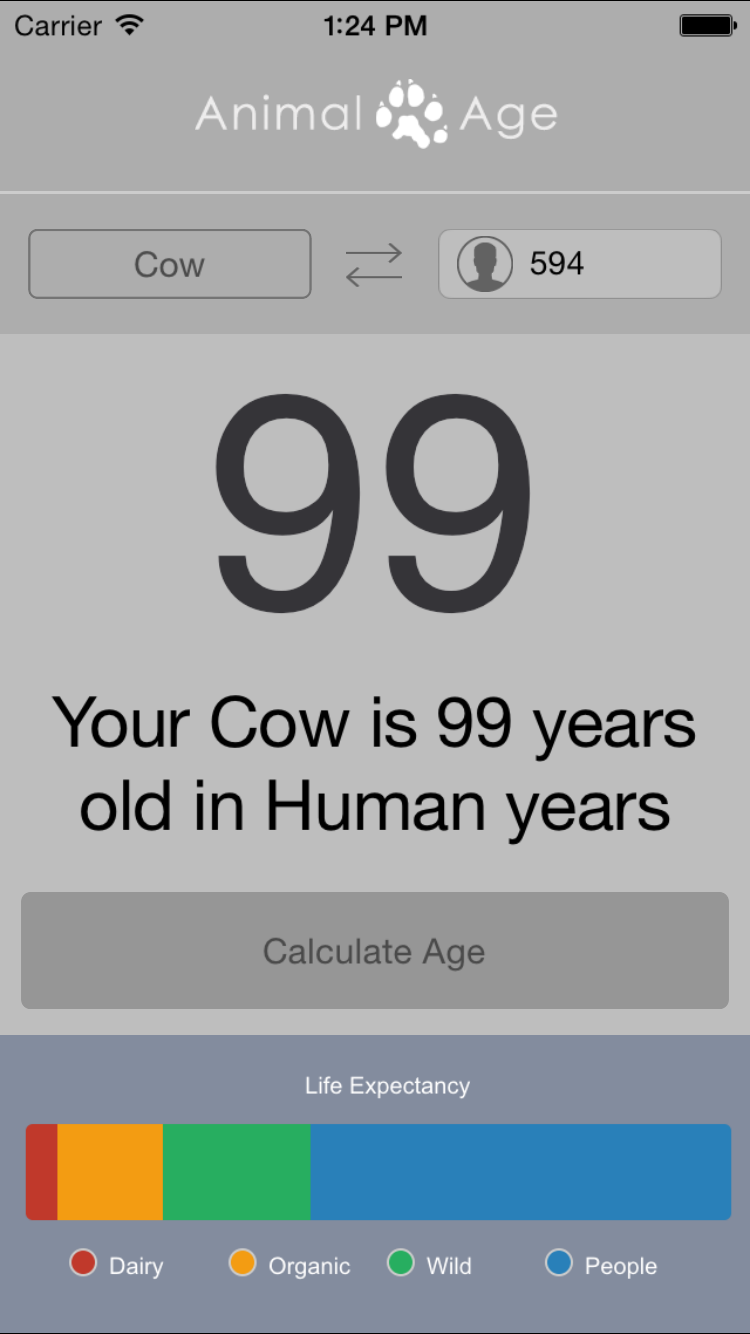 Carrier 1:24 PM
Animal Age
Cow 594
99
Your Cow is 99 years
old in Human years
Calculate Age
Life Expectancy
Dairy Organic Wild People